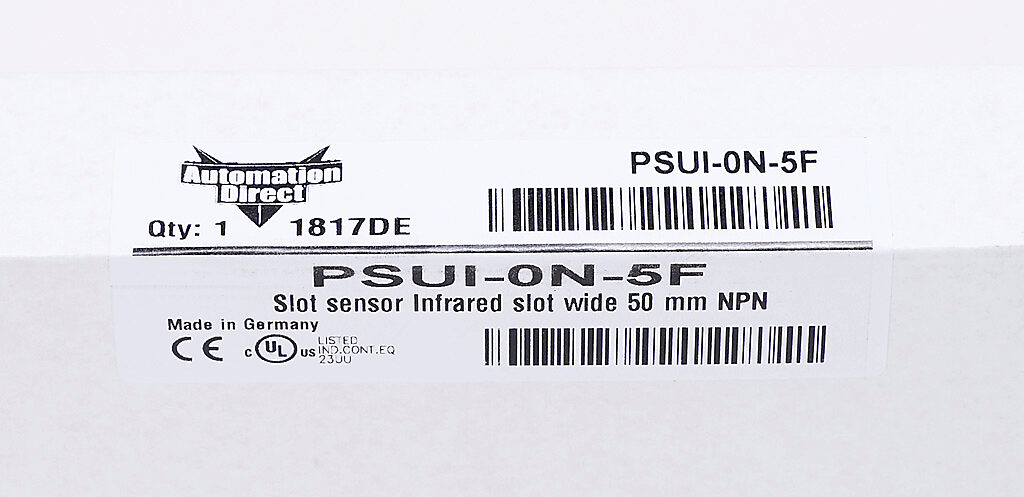 Automation
Direct
PSUI-0N-5F
Qty: 1 1817DE
PSUI-0N-5F
Slot sensor Infrared slot wide 50 mm NPN
Made in Germany
CE c UL US LISTED
IND.CONT.EQ
23UU